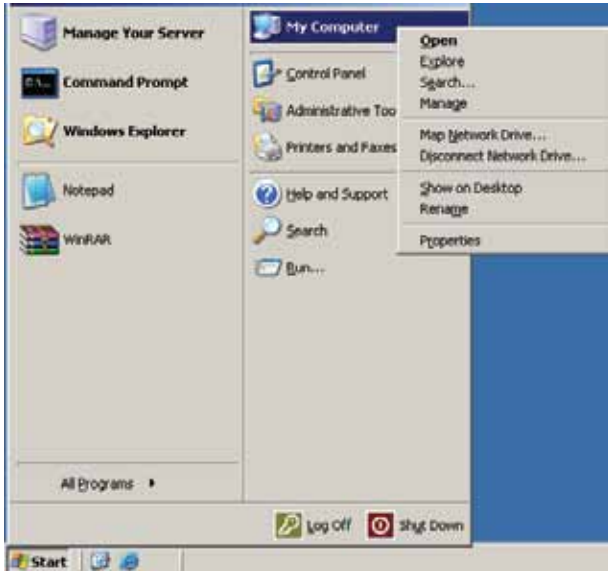 Manage Your Server
Command Prompt
Windows Explorer
Notepad
WinRAR
All Programs
My Computer
Control Panel
Administrative Too
Printers and Faxes
Help and Support
Search
Run...
Open
Explore
Search...
Manage
Map Network Drive...
Disconnect Network Drive...
Show on Desktop
Rename
Properties
Log Off
Shut Down
Start